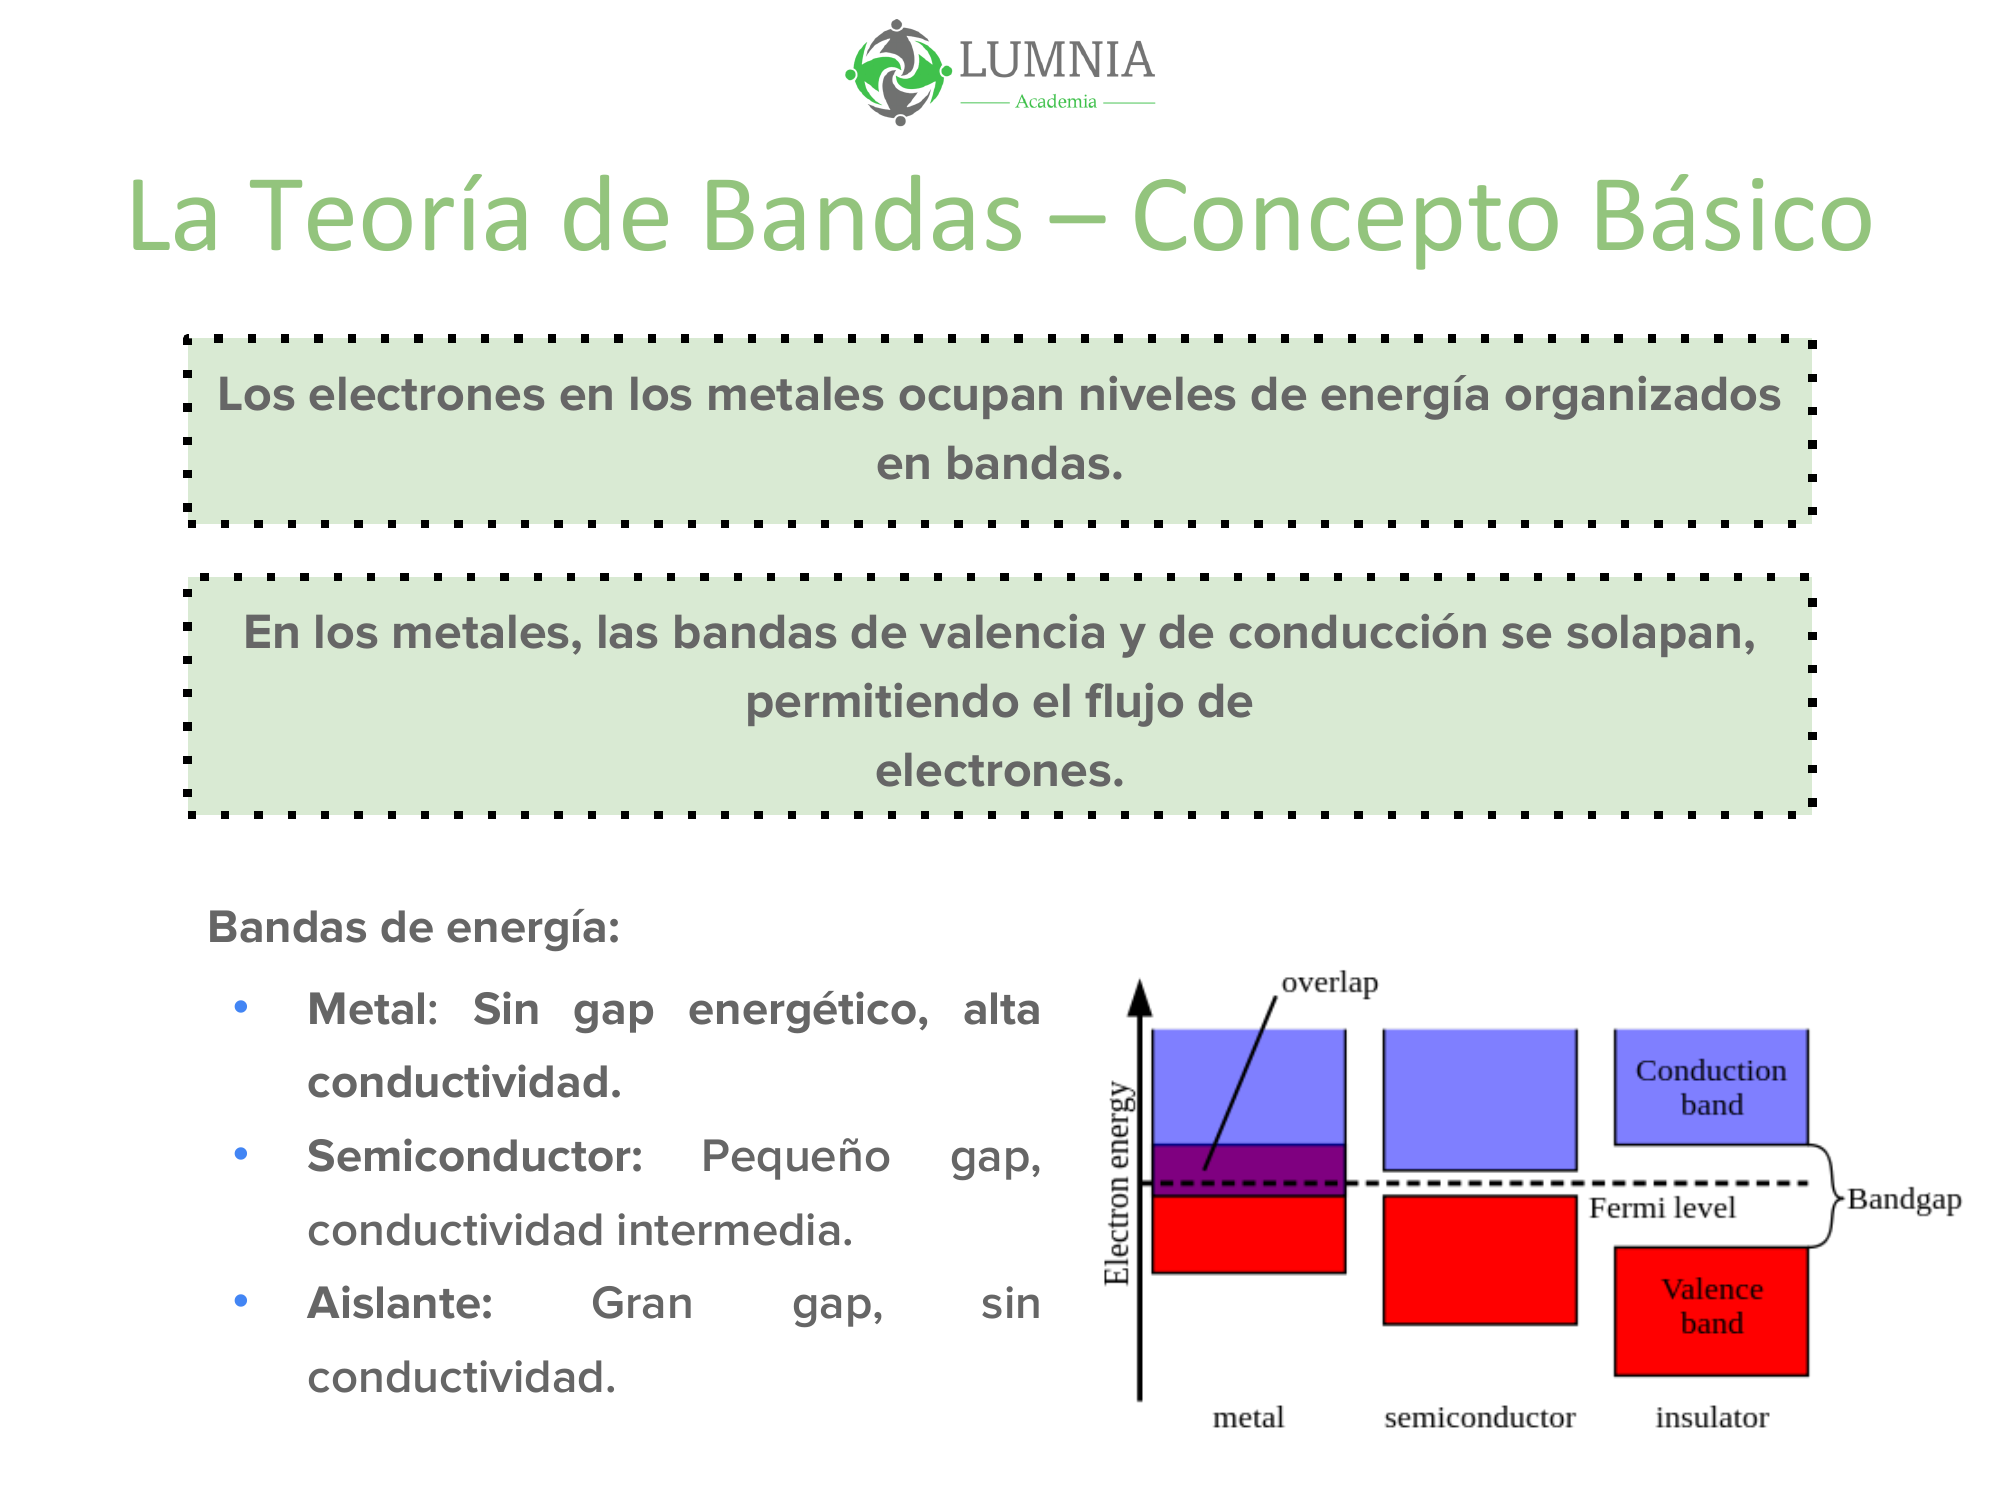 LUMNIA
Academia
La Teoría de Bandas – Concepto Básico
Los electrones en los metales ocupan niveles de energía organizados
en bandas.
En los metales, las bandas de valencia y de conducción se solapan,
permitiendo el flujo de
electrones.
Bandas de energía:
• Metal: Sin gap energético, alta
conductividad.
• Semiconductor: Pequeño gap,
conductividad intermedia.
• Aislante: Gran gap, sin
conductividad.
overlap
Electron energy
Conduction
band
Fermi level
Bandgap
Valence
band
metal
semiconductor
insulator